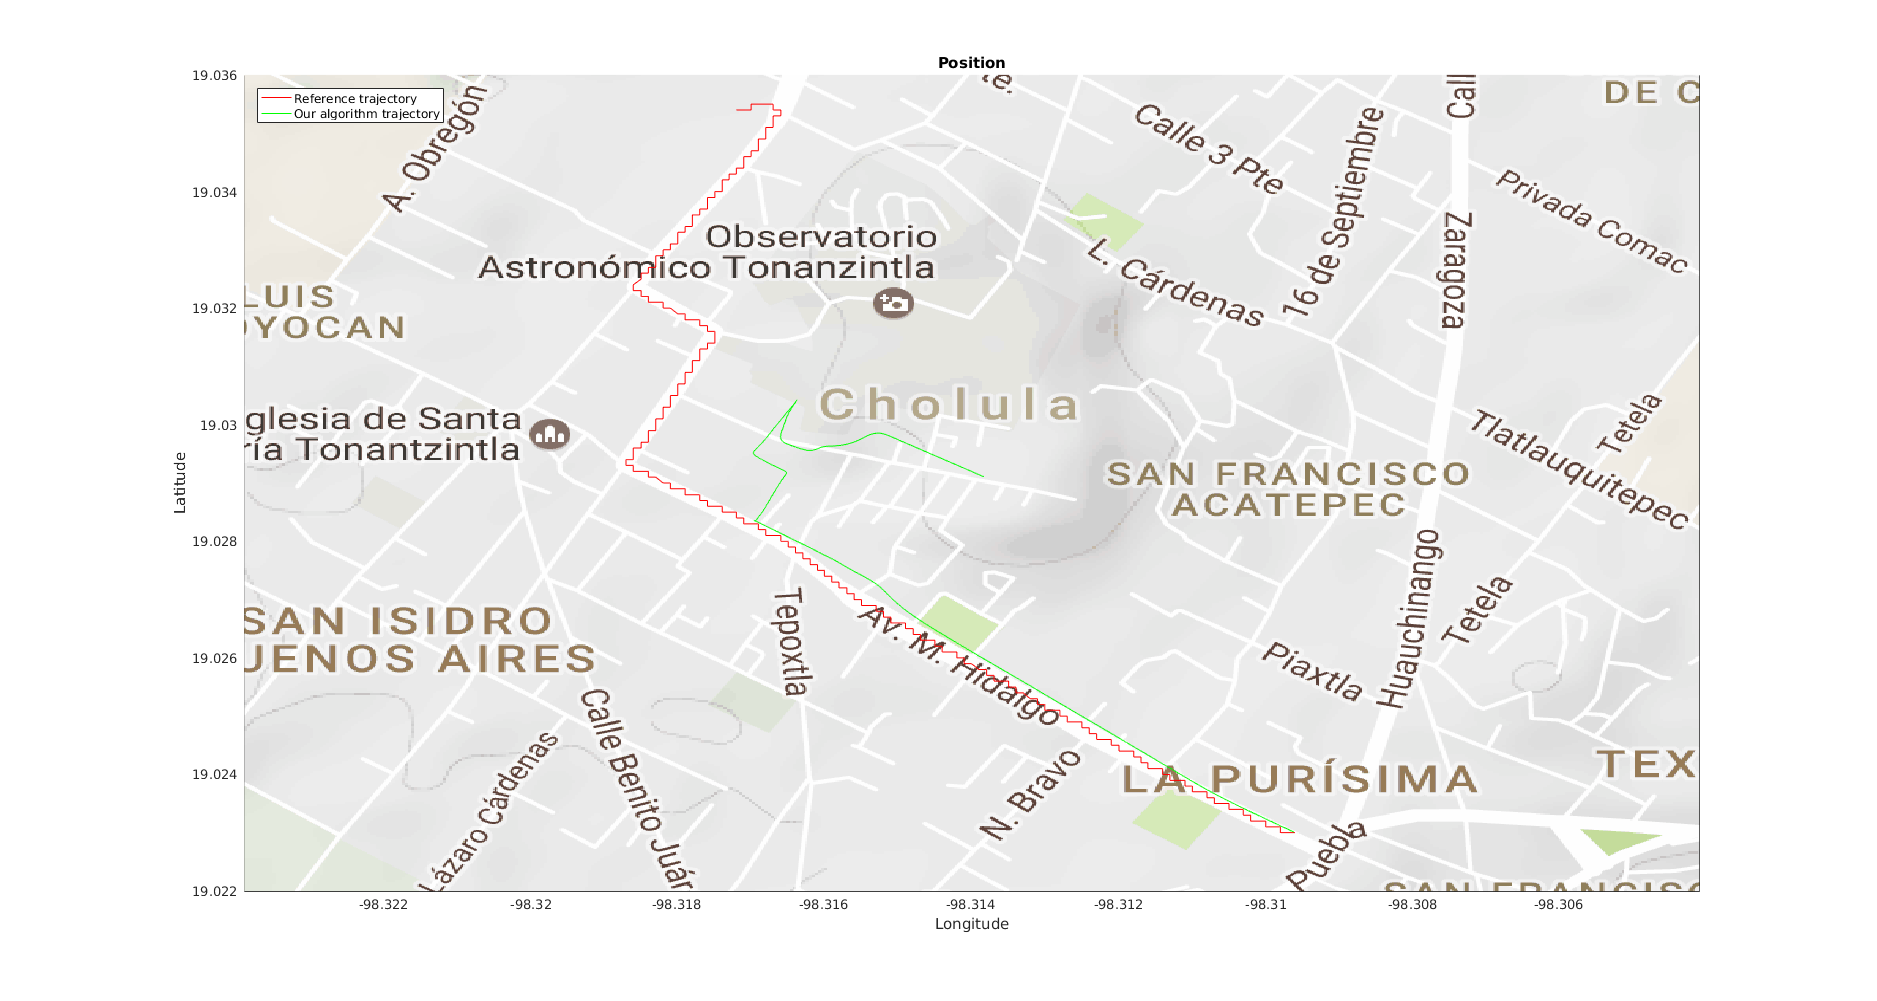 Position
19.036
19.034
19.032
19.03
19.028
19.026
19.024
19.022
Latitude
Reference trajectory
Our algorithm trajectory
A. Obregón
te.
Calle 3 Pte
16 de Septiembre
Call
DE C
Zaragoza
Privada Comac
Observatorio
Astronómico Tonanzintla
L. Cárdenas
LUIS
OYOCAN
Cholula
glesia de Santa
ría Tonantzintla
SAN FRANCISCO
ACATEPEC
Tlatlauquitepec
Tetela
Huauchinango
Tetela
SAN ISIDRO
UENOS AIRES
Tepoxtla
Av. M. Hidalgo
Piaxtla
Calle Benito Juár
Lázaro Cárdenas
N. Bravo
LA PURÍSIMA
TEX
Puebla
SAN FRANCISC
-98.322
-98.32
-98.318
-98.316
-98.314
-98.312
-98.31
-98.308
-98.306
Longitude